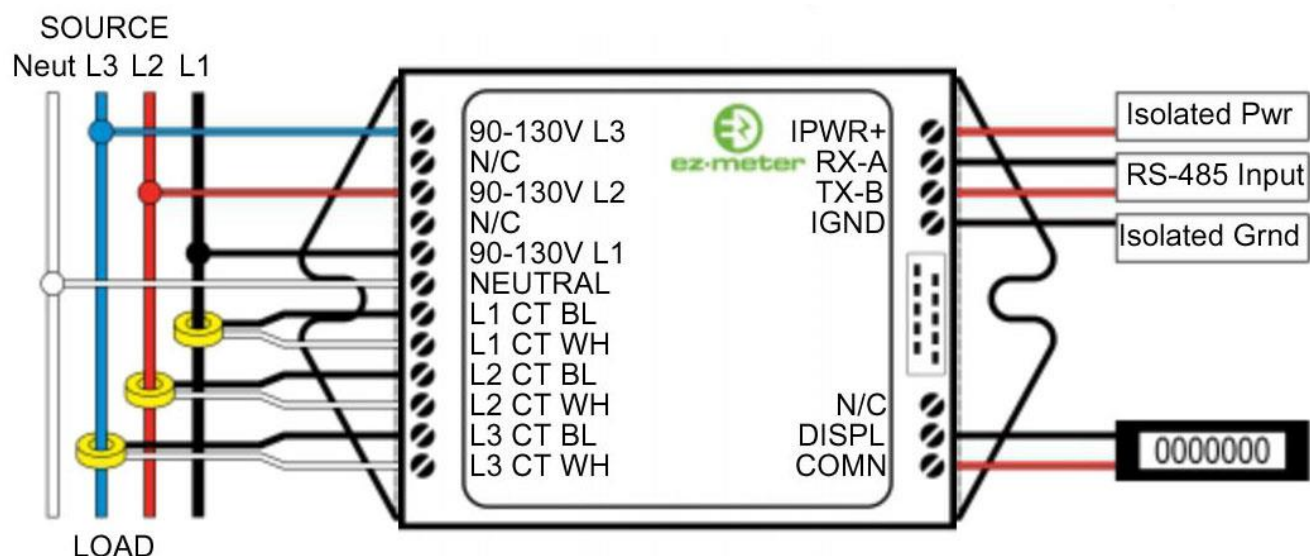 SOURCE
Neut L3 L2 L1
90-130V L3
N/C
90-130V L2
N/C
90-130V L1
NEUTRAL
L1 CT BL
L1 CT WH
L2 CT BL
L2 CT WH
L3 CT BL
L3 CT WH
ez-meter
IPWR+
RX-A
TX-B
IGND
N/C
DISPL
COMN
Isolated Pwr
RS-485 Input
Isolated Grnd
0000000
LOAD